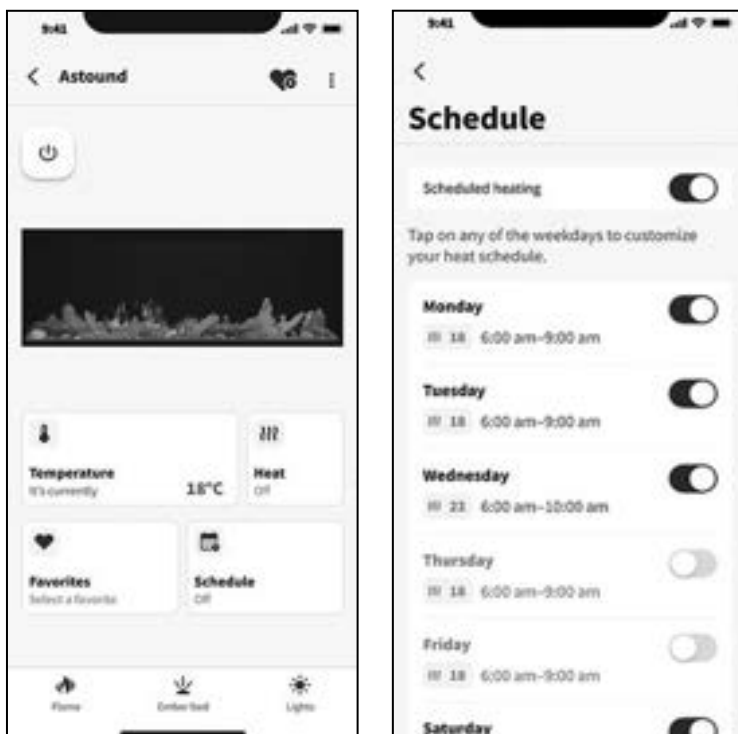 9:41
Astound
Temperature
It's currently
18°C
Heat
Off
Favorites
Select a favorite
Schedule
Off
Flame
Ember bed
Lights
9:41
Schedule
Scheduled heating
Tap on any of the weekdays to customize
your heat schedule.
Monday
18 6:00 am–9:00 am
Tuesday
18 6:00 am–9:00 am
Wednesday
23 6:00 am–10:00 am
Thursday
18 6:00 am–9:00 am
Friday
18 6:00 am–9:00 am
Saturday